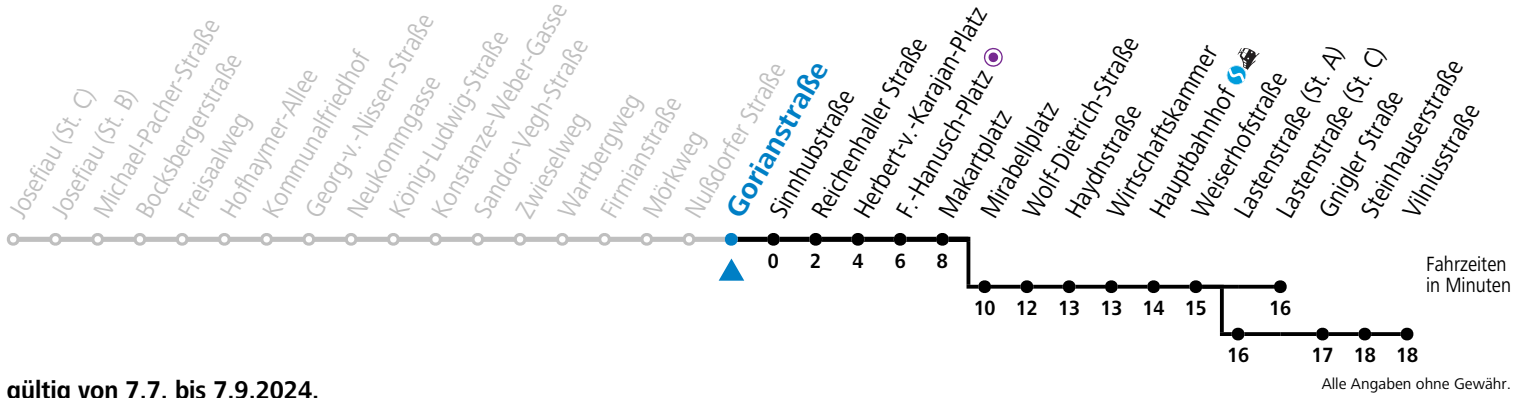 Josefiau (St. C)
Josefiau (St. B)
Michael-Pacher-Straße
Bocksbergerstraße
Freisaalweg
Hofhaymer-Allee
Kommunalfriedhof
Georg-v.-Nissen-Straße
Neukommgasse
König-Ludwig-Straße
Konstanze-Weber-Gasse
Sandor-Vegh-Straße
Zwieselweg
Wartbergweg
Firmianstraße
Mörkweg
Nußdorfer Straße
Gorianstraße
Sinnhubstraße
Reichenhaller Straße
Herbert-v.-Karajan-Platz
F.-Hanusch-Platz
Makartplatz
Mirabellplatz
Wolf-Dietrich-Straße
Haydnstraße
Wirtschaftskammer
Hauptbahnhof
Weiserhofstraße
Lastenstraße (St. A)
Lastenstraße (St. C)
Gnigler Straße
Steinhauserstraße
Vilniusstraße
0 2 4 6 8
Fahrzeiten
in Minuten
10 12 13 13 14 15 16
16 17 18 18
Alle Angaben ohne Gewähr.
gültig von 7.7. bis 7.9.2024.